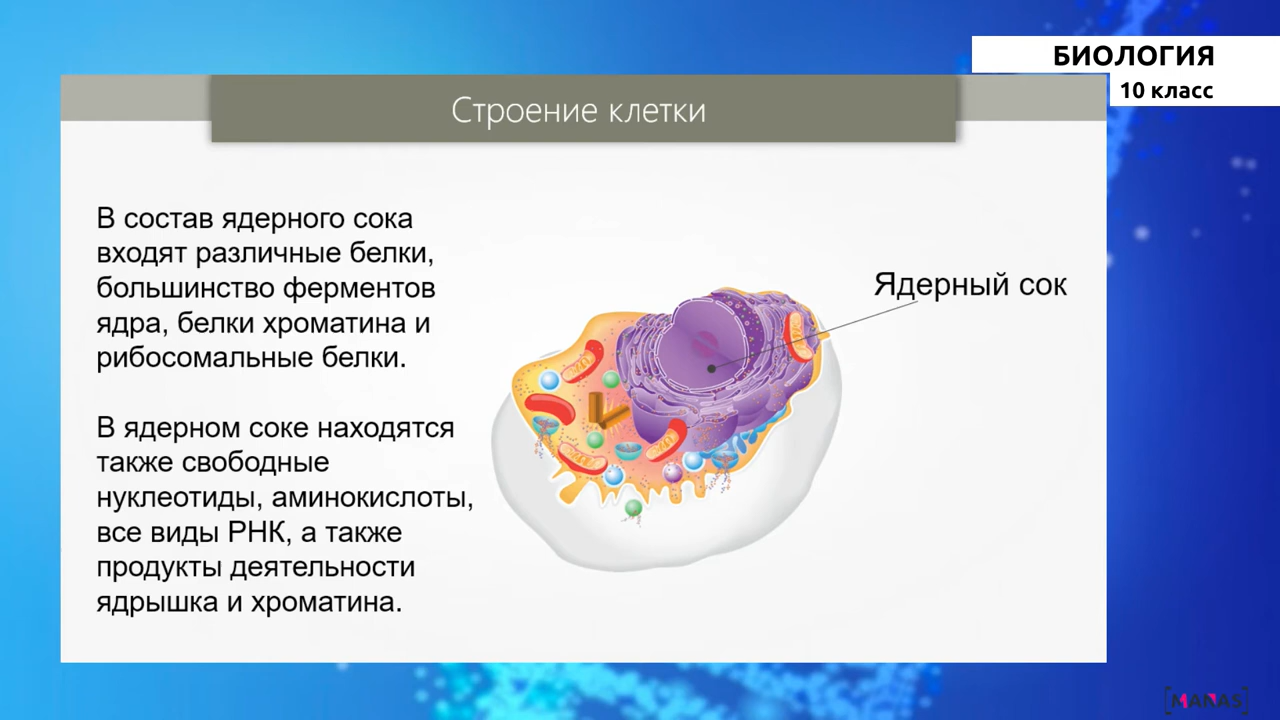 БИОЛОГИЯ
10 класс
Строение клетки
В состав ядерного сока
входят различные белки,
большинство ферментов
ядра, белки хроматина и
рибосомальные белки.
В ядерном соке находятся
также свободные
нуклеотиды, аминокислоты,
все виды РНК, а также
продукты деятельности
ядрышка и хроматина.
Ядерный сок
MANAS